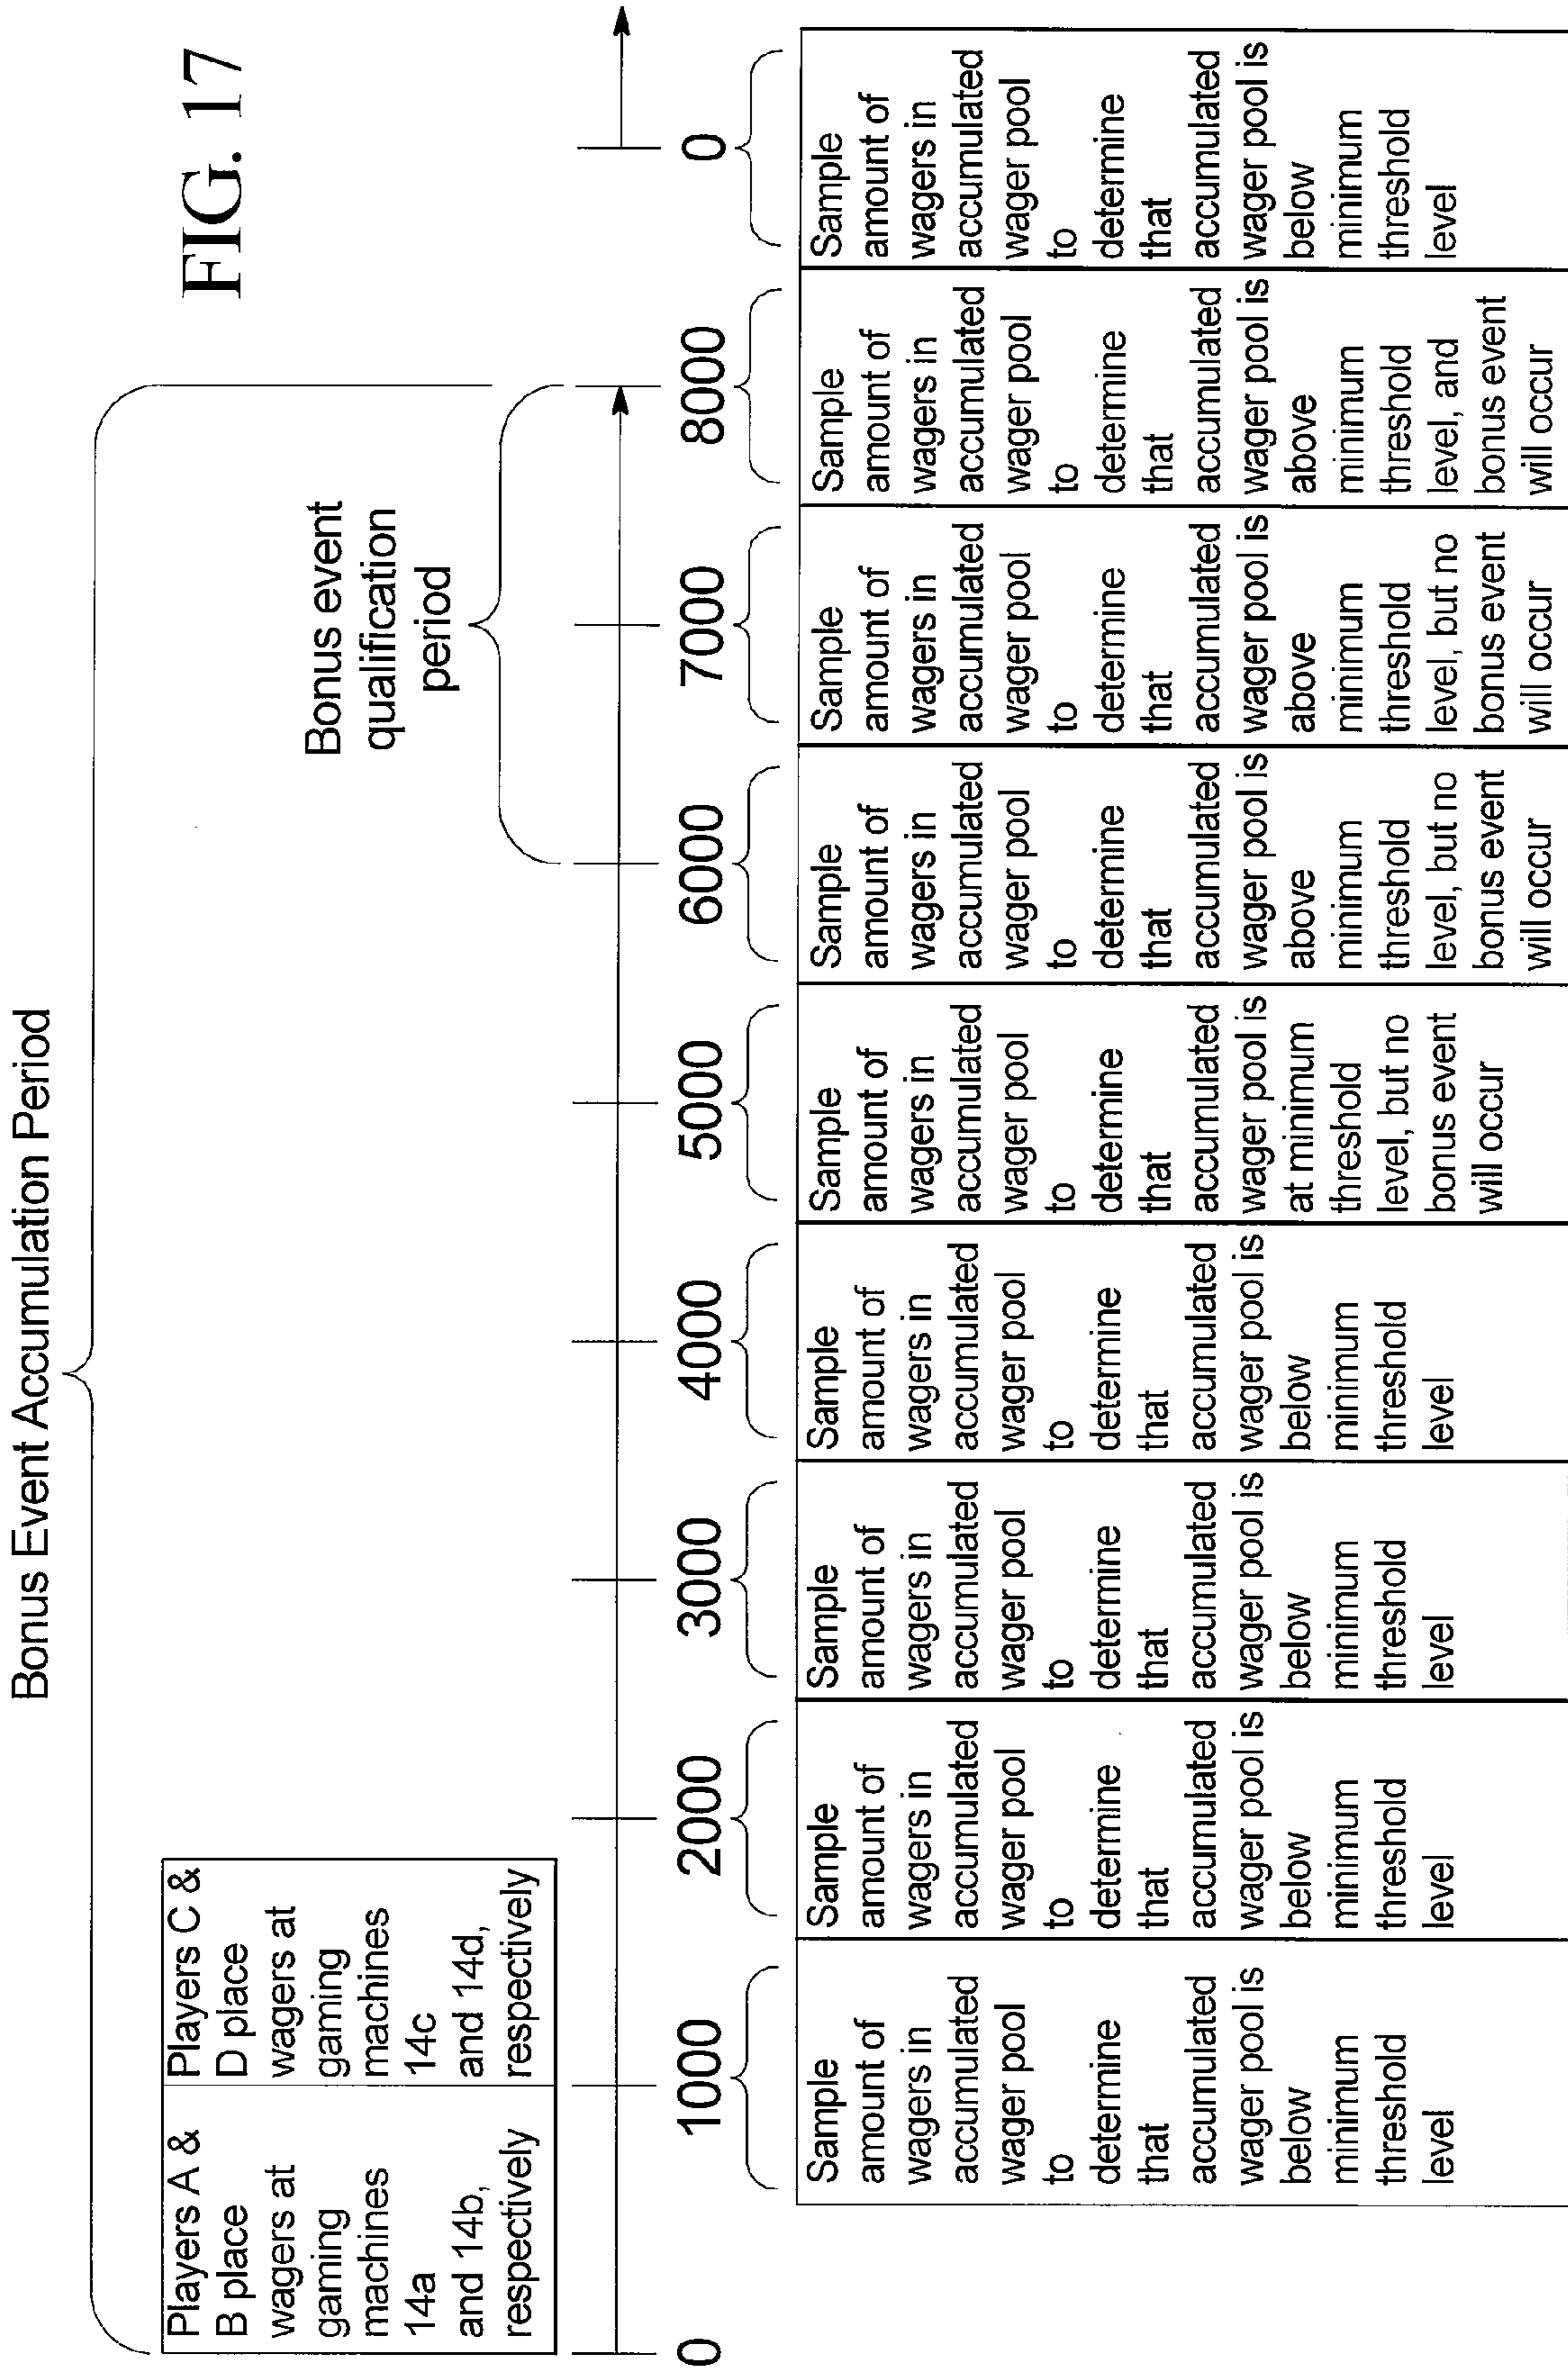 Bonus Event Accumulation Period
FIG. 17
Players A &
B place
wagers at
gaming
machines
14a
and 14b,
respectively
Players C &
D place
wagers at
gaming
machines
14c
and 14d,
respectively
Bonus event
qualification
period
0
1000
2000
3000
4000
5000
6000
7000
8000
0
Sample
amount of
wagers in
accumulated
wager pool
to
determine
that
accumulated
wager pool is
below
minimum
threshold
level
Sample
amount of
wagers in
accumulated
wager pool
to
determine
that
accumulated
wager pool is
below
minimum
threshold
level
Sample
amount of
wagers in
accumulated
wager pool
to
determine
that
accumulated
wager pool is
below
minimum
threshold
level
Sample
amount of
wagers in
accumulated
wager pool
to
determine
that
accumulated
wager pool is
below
minimum
threshold
level
Sample
amount of
wagers in
accumulated
wager pool
to
determine
that
accumulated
wager pool is
at minimum
threshold
level, but no
bonus event
will occur
Sample
amount of
wagers in
accumulated
wager pool
to
determine
that
accumulated
wager pool is
above
minimum
threshold
level, but no
bonus event
will occur
Sample
amount of
wagers in
accumulated
wager pool
to
determine
that
accumulated
wager pool is
above
minimum
threshold
level, but no
bonus event
will occur
Sample
amount of
wagers in
accumulated
wager pool
to
determine
that
accumulated
wager pool is
above
minimum
threshold
level, and
bonus event
will occur
Sample
amount of
wagers in
accumulated
wager pool
to
determine
that
accumulated
wager pool is
below
minimum
threshold
level